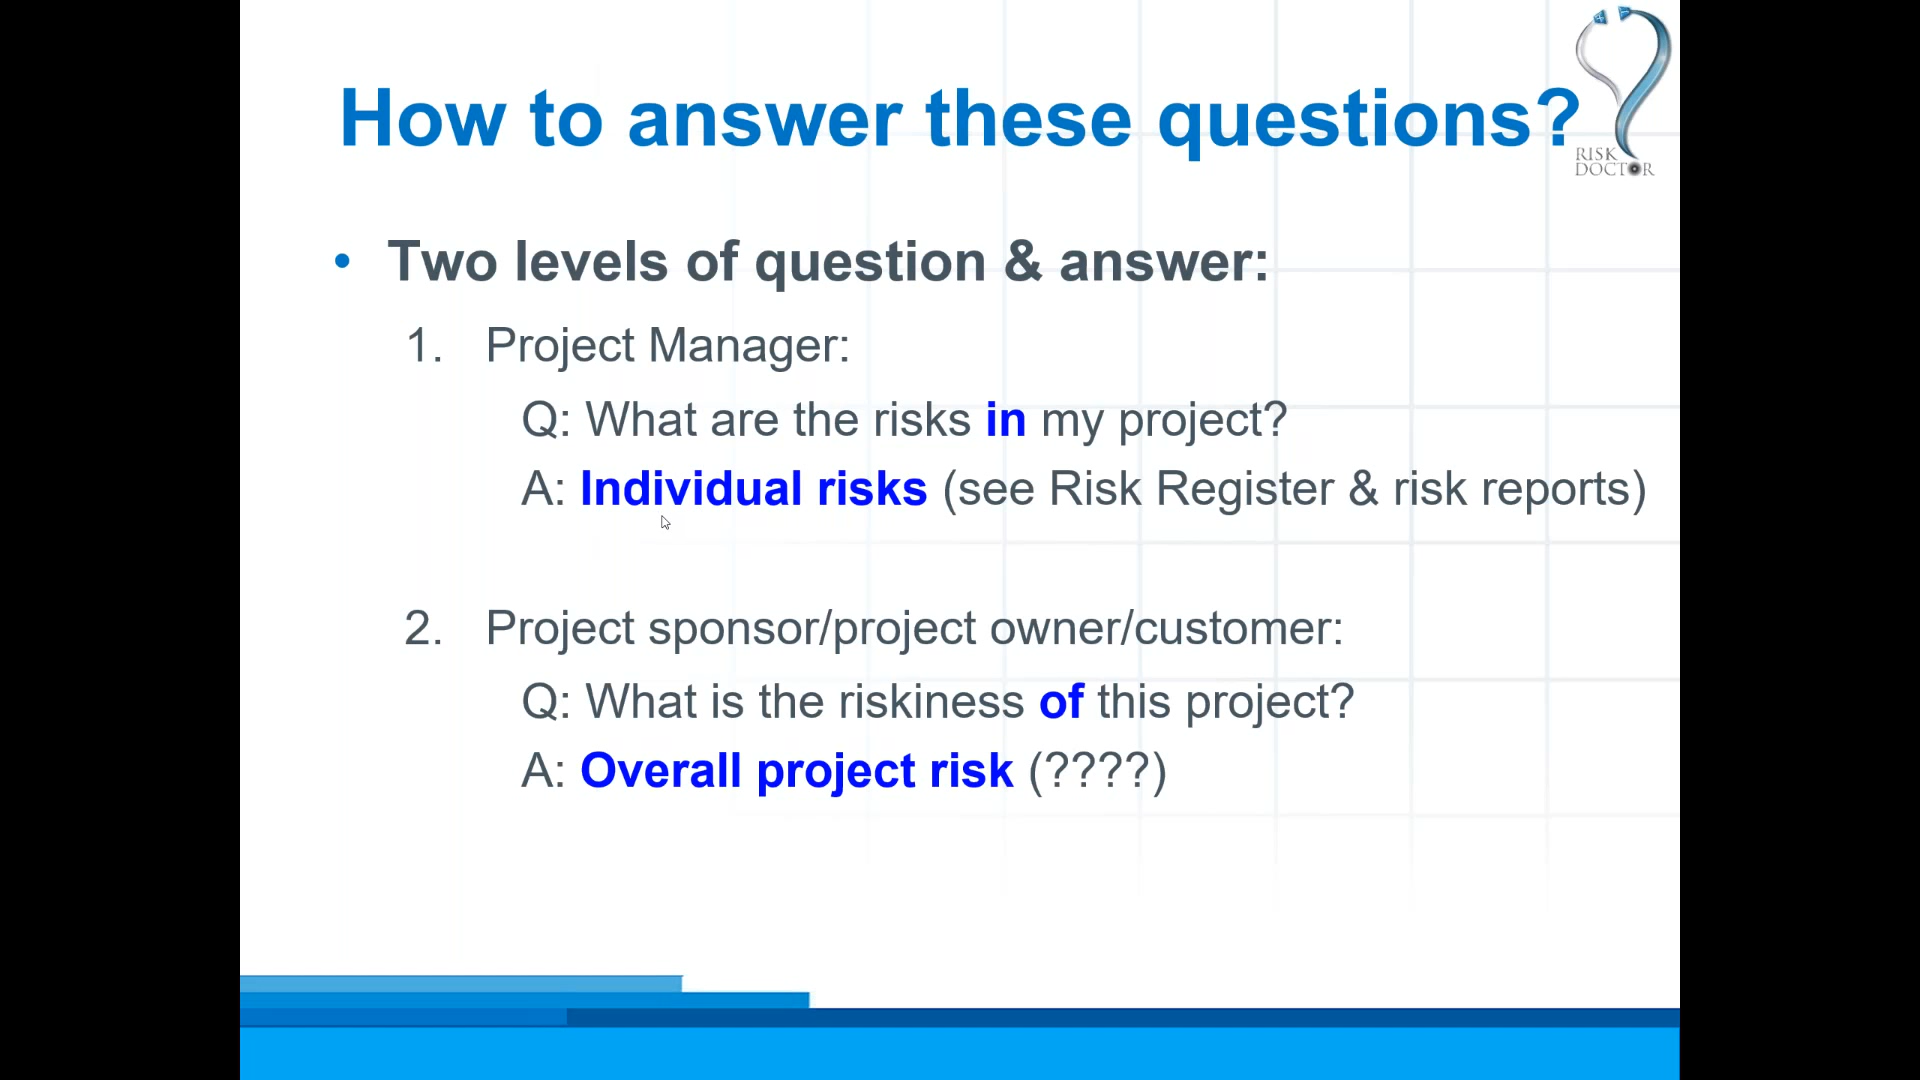 How to answer these questions?
RISK
DOCTOR
• Two levels of question & answer:
1. Project Manager:
Q: What are the risks in my project?
A: Individual risks (see Risk Register & risk reports)
2. Project sponsor/project owner/customer:
Q: What is the riskiness of this project?
A: Overall project risk (????)